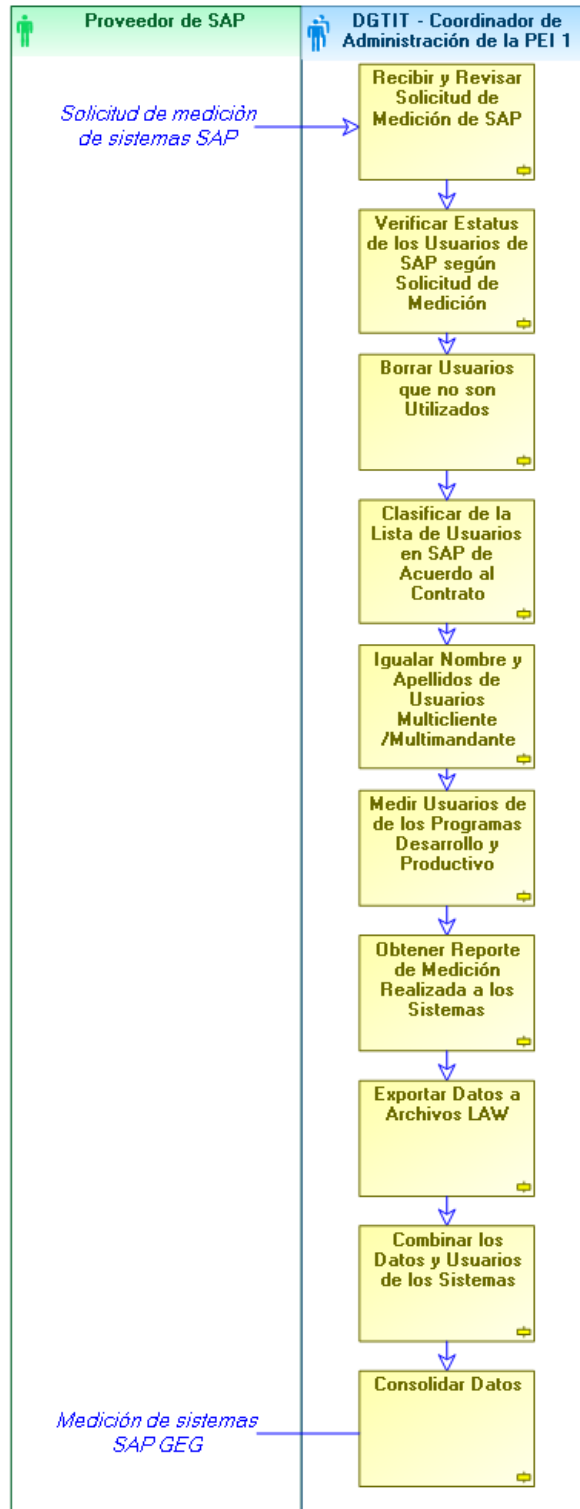 Proveedor de SAP
DGTIT - Coordinador de
Administración de la PEI 1
Solicitud de medición
de sistemas SAP
Recibir y Revisar
Solicitud de
Medición de SAP
Verificar Estatus
de los Usuarios de
SAP según
Solicitud de
Medición
Borrar Usuarios
que no son
Utilizados
Clasificar de la
Lista de Usuarios
en SAP de
Acuerdo al
Contrato
Igualar Nombre y
Apellidos de
Usuarios
Multicliente
/Multimandante
Medir Usuarios de
de los Programas
Desarrollo y
Productivo
Obtener Reporte
de Medición
Realizada a los
Sistemas
Exportar Datos a
Archivos LAW
Combinar los
Datos y Usuarios
de los Sistemas
Consolidar Datos
Medición de sistemas
SAP GEG